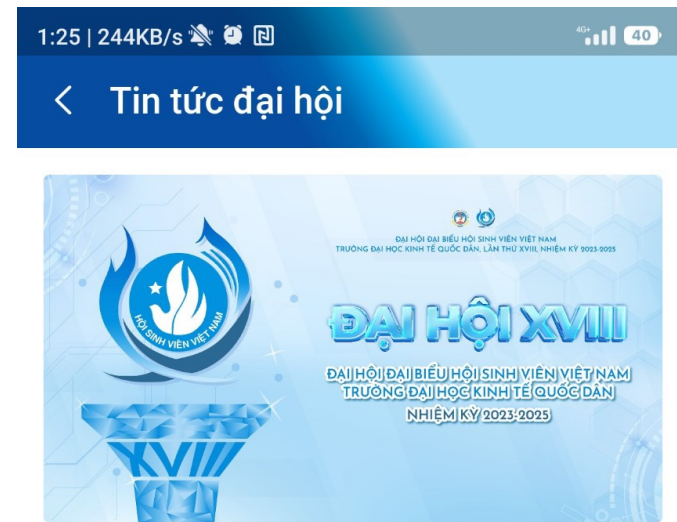 1:25 | 244KB/s
4G+
40
Tin tức đại hội
ĐẠI HỘI ĐẠI BIỂU HỘI SINH VIÊN VIỆT NAM
TRƯỜNG ĐẠI HỌC KINH TẾ QUỐC DÂN, LẦN THỨ XVIII, NHIỆM KỲ 2023-2025
ĐẠI HỘI XVIII
ĐẠI HỘI ĐẠI BIỂU HỘI SINH VIÊN VIỆT NAM
TRƯỜNG ĐẠI HỌC KINH TẾ QUỐC DÂN
NHIỆM KỲ 2023-2025
HỘI SINH VIÊN VIỆT NAM
XVIII